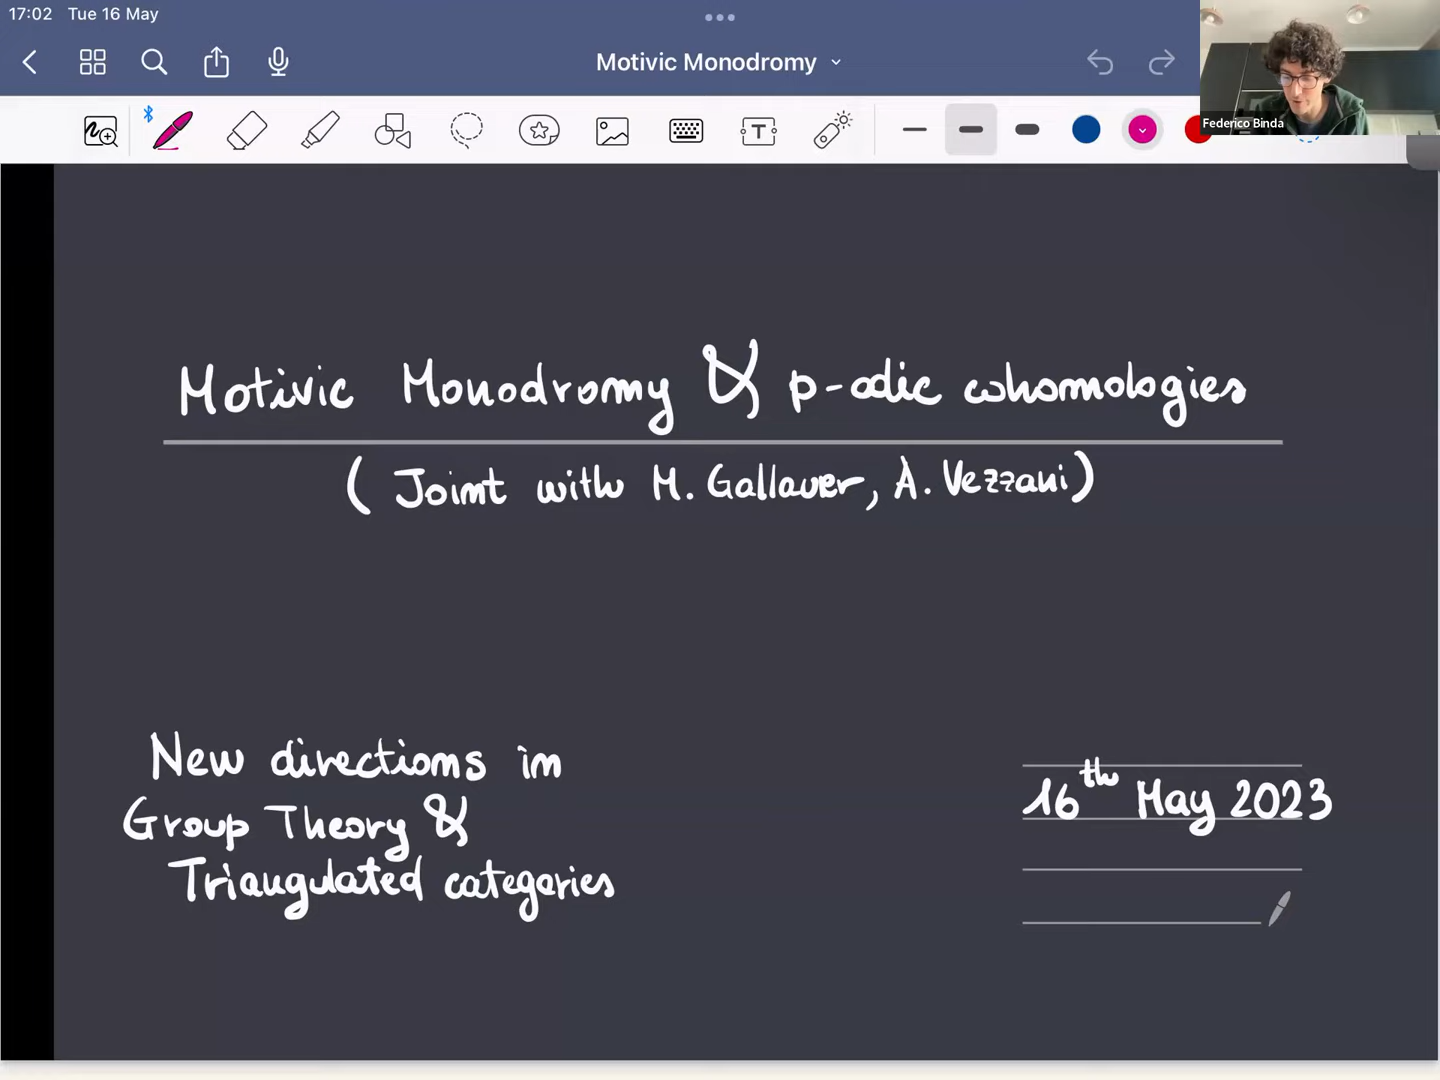 17:02 Tue 16 May
Motivic Monodromy
Federico Binda
T
Motivic Monodromy & p-adic cohomologies
(Joint with M. Gallauer, A. Vezzani)
New directions in
Group Theory &
Triangulated categories
16th May 2023